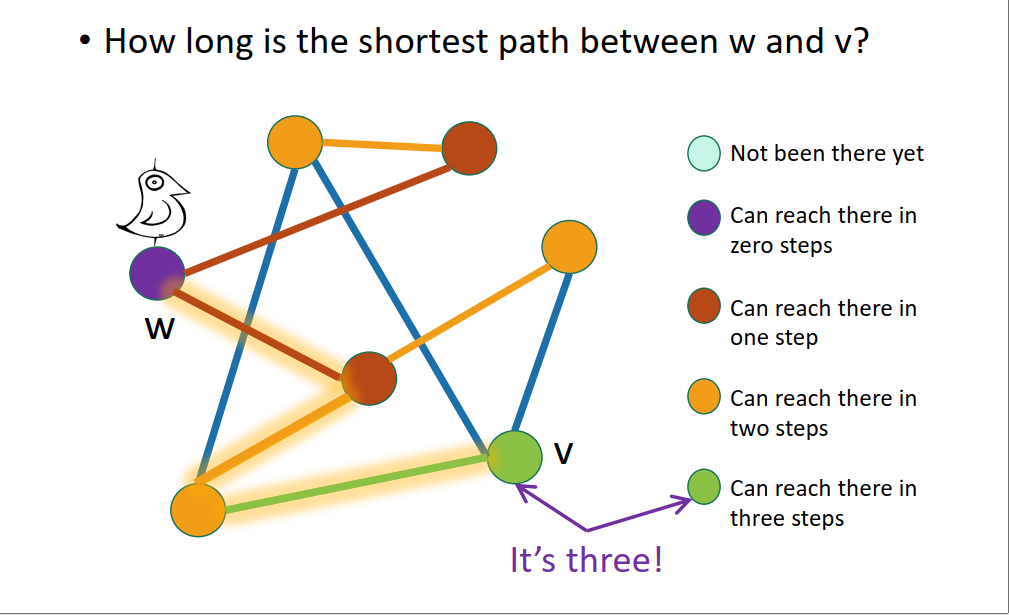 • How long is the shortest path between w and v?
Not been there yet
Can reach there in
zero steps
w
Can reach there in
one step
Can reach there in
two steps
v
Can reach there in
three steps
It's three!